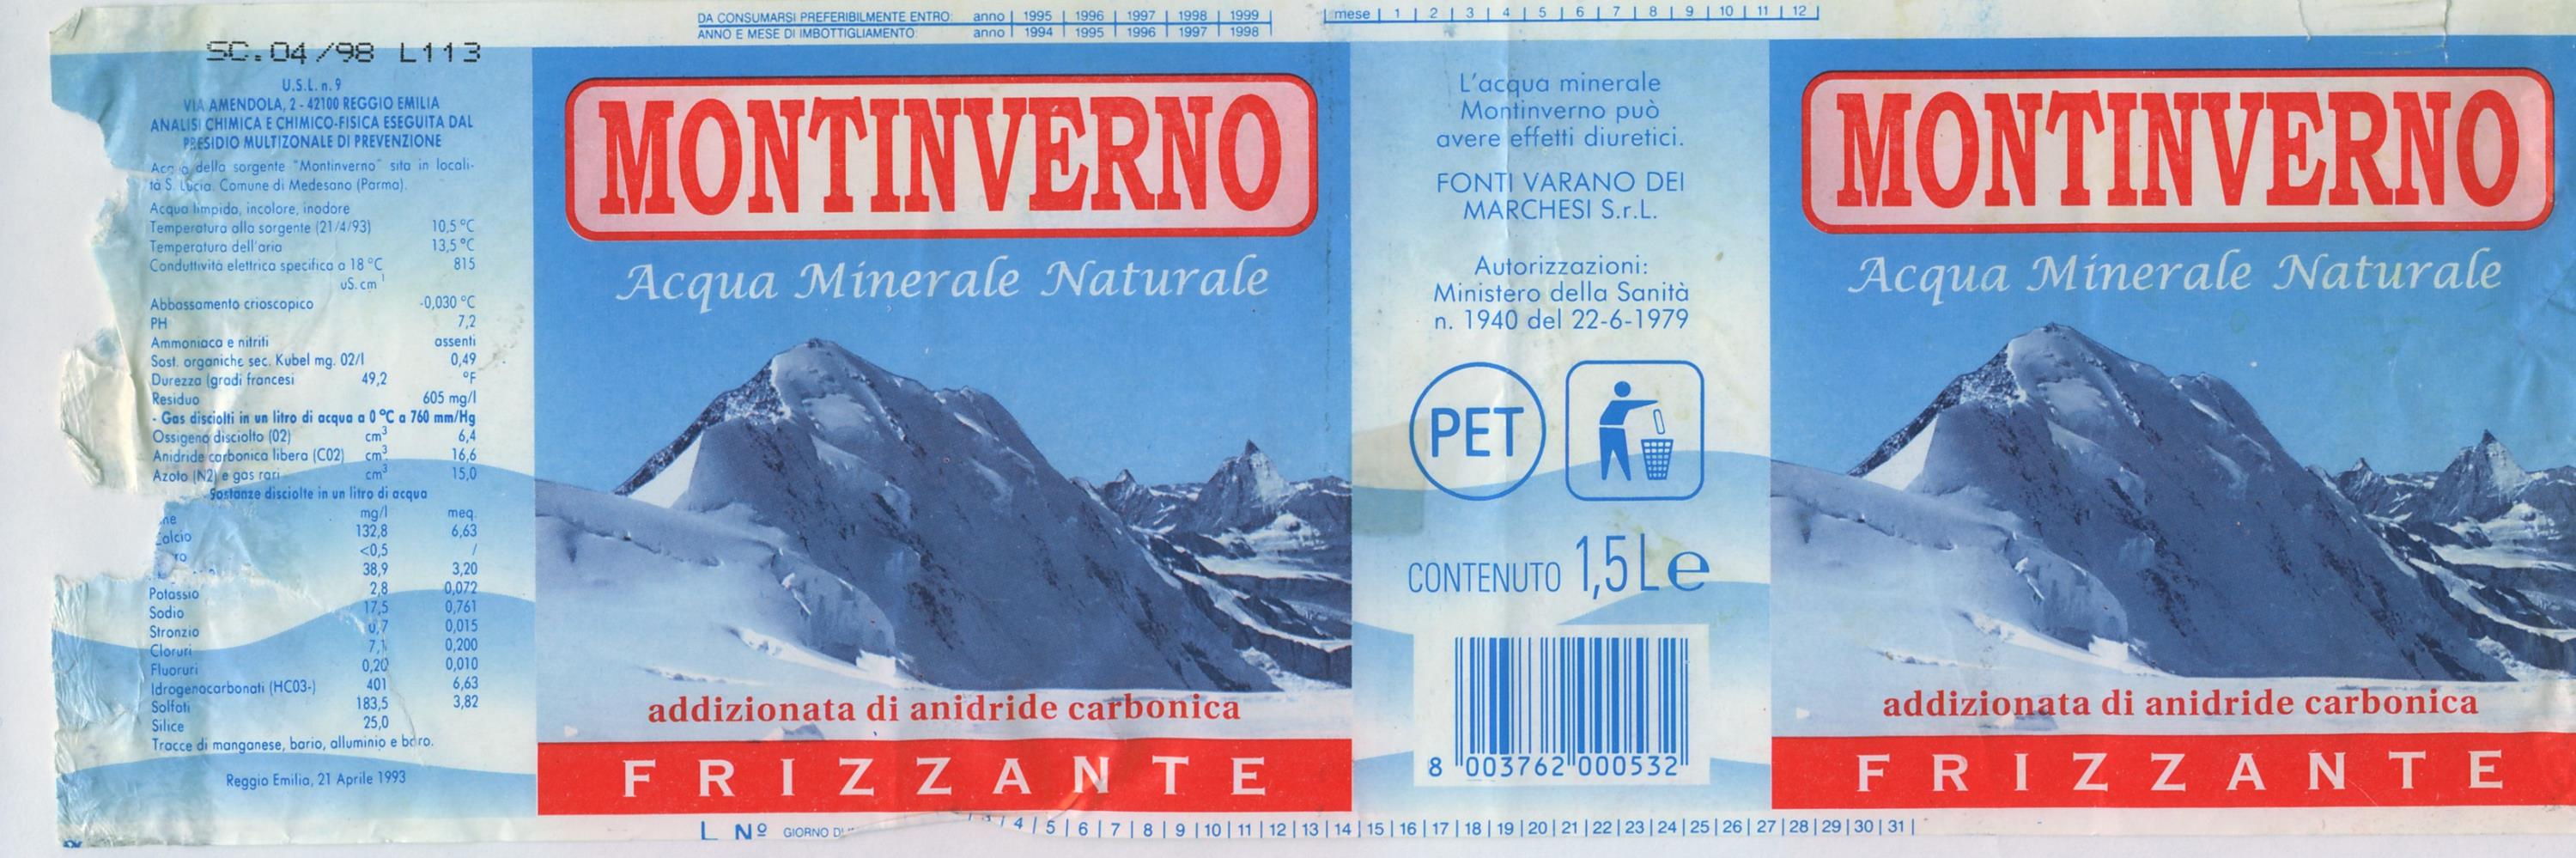 DA CONSUMARSI PREFERIBILMENTE ENTRO: anno | 1995 | 1996 | 1997 | 1998 | 1999 |
ANNO E MESE DI IMBOTTIGLIAMENTO: anno | 1994 | 1995 | 1996 | 1997 | 1998 |
| mese | 1 | 2 | 3 | 4 | 5 | 6 | 7 | 8 | 9 | 10 | 11 | 12 |
SC.04/98 L113
U.S.L. n. 9
VIA AMENDOLA, 2 - 42100 REGGIO EMILIA
ANALISI CHIMICA E CHIMICO-FISICA ESEGUITA DAL
PRESIDIO MULTIZONALE DI PREVENZIONE
Acqua della sorgente "Montinverno" sita in locali-
tà S. Lucia. Comune di Medesano (Parma).
Acqua limpida, incolore, inodore
Temperatura alla sorgente (21/4/93) 10,5 °C
Temperatura dell'aria 13,5 °C
Conduttività elettrica specifica a 18 °C 815
uS.cm¹
Abbassamento crioscopico -0,030 °C
PH 7,2
Ammoniaca e nitriti assenti
Sost. organiche sec. Kubel mg. 02/l 0,49
Durezza (gradi francesi 49,2 °F
Residuo 605 mg/l
- Gas disciolti in un litro di acqua a 0 °C a 760 mm/Hg
Ossigeno disciolto (02) cm³ 6,4
Anidride carbonica libera (C02) cm³ 16,6
Azoto (N2) e gas rari cm³ 15,0
Sostanze disciolte in un litro di acqua
mg/l meq.
Calcio 132,8 6,63
<0,5 /
38,9 3,20
Potassio 2,8 0,072
Sodio 17,5 0,761
Stronzio 0,7 0,015
Cloruri 7,1 0,200
Fluoruri 0,20 0,010
Idrogenocarbonati (HC03-) 401 6,63
Solfati 183,5 3,82
Silice 25,0
Tracce di manganese, bario, alluminio e boro.
Reggio Emilia, 21 Aprile 1993
MONTINVERNO
Acqua Minerale Naturale
addizionata di anidride carbonica
FRIZZANTE
L'acqua minerale
Montinverno può
avere effetti diuretici.
FONTI VARANO DEI
MARCHESI S.r.L.
Autorizzazioni:
Ministero della Sanità
n. 1940 del 22-6-1979
PET
CONTENUTO 1,5 L e
8 003762 000532
MONTINVERNO
Acqua Minerale Naturale
addizionata di anidride carbonica
FRIZZANTE
L Nº GIORNO 4 | 5 | 6 | 7 | 8 | 9 | 10 | 11 | 12 | 13 | 14 | 15 | 16 | 17 | 18 | 19 | 20 | 21 | 22 | 23 | 24 | 25 | 26 | 27 | 28 | 29 | 30 | 31 |